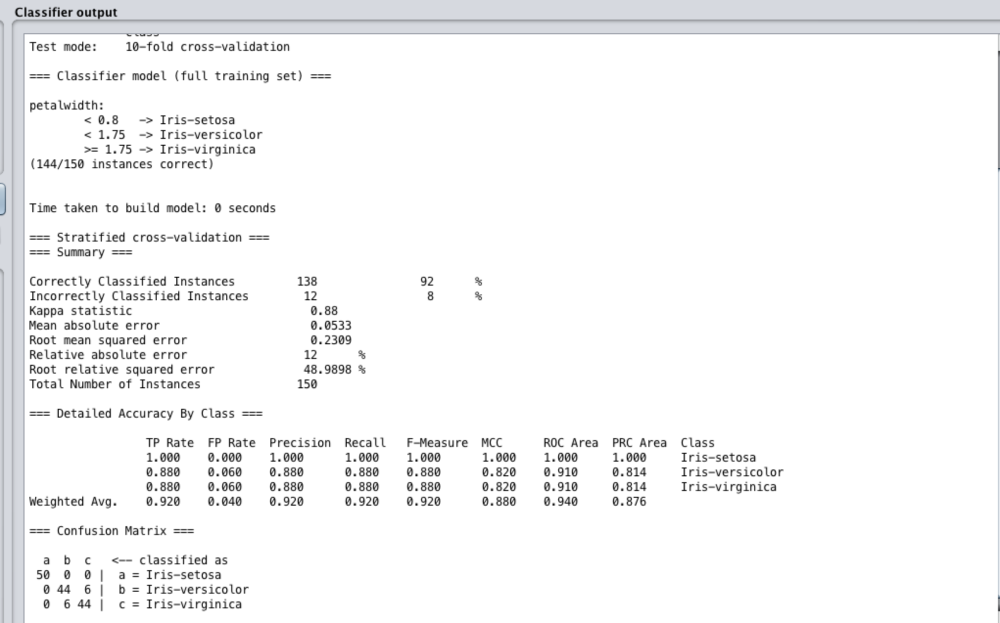 Classifier output
Test mode:    10-fold cross-validation
=== Classifier model (full training set) ===
petalwidth:
        < 0.8   -> Iris-setosa
        < 1.75  -> Iris-versicolor
        >= 1.75 -> Iris-virginica
(144/150 instances correct)
Time taken to build model: 0 seconds
=== Stratified cross-validation ===
=== Summary ===
Correctly Classified Instances         138               92      %
Incorrectly Classified Instances        12                8      %
Kappa statistic                          0.88
Mean absolute error                      0.0533
Root mean squared error                  0.2309
Relative absolute error                 12      %
Root relative squared error             48.9898 %
Total Number of Instances              150
=== Detailed Accuracy By Class ===
                 TP Rate  FP Rate  Precision  Recall   F-Measure  MCC      ROC Area  PRC Area  Class
                 1.000    0.000    1.000      1.000    1.000      1.000    1.000     1.000     Iris-setosa
                 0.880    0.060    0.880      0.880    0.880      0.820    0.910     0.814     Iris-versicolor
                 0.880    0.060    0.880      0.880    0.880      0.820    0.910     0.814     Iris-virginica
Weighted Avg.    0.920    0.040    0.920      0.920    0.920      0.880    0.940     0.876
=== Confusion Matrix ===
  a  b  c   <-- classified as
 50  0  0 |  a = Iris-setosa
  0 44  6 |  b = Iris-versicolor
  0  6 44 |  c = Iris-virginica